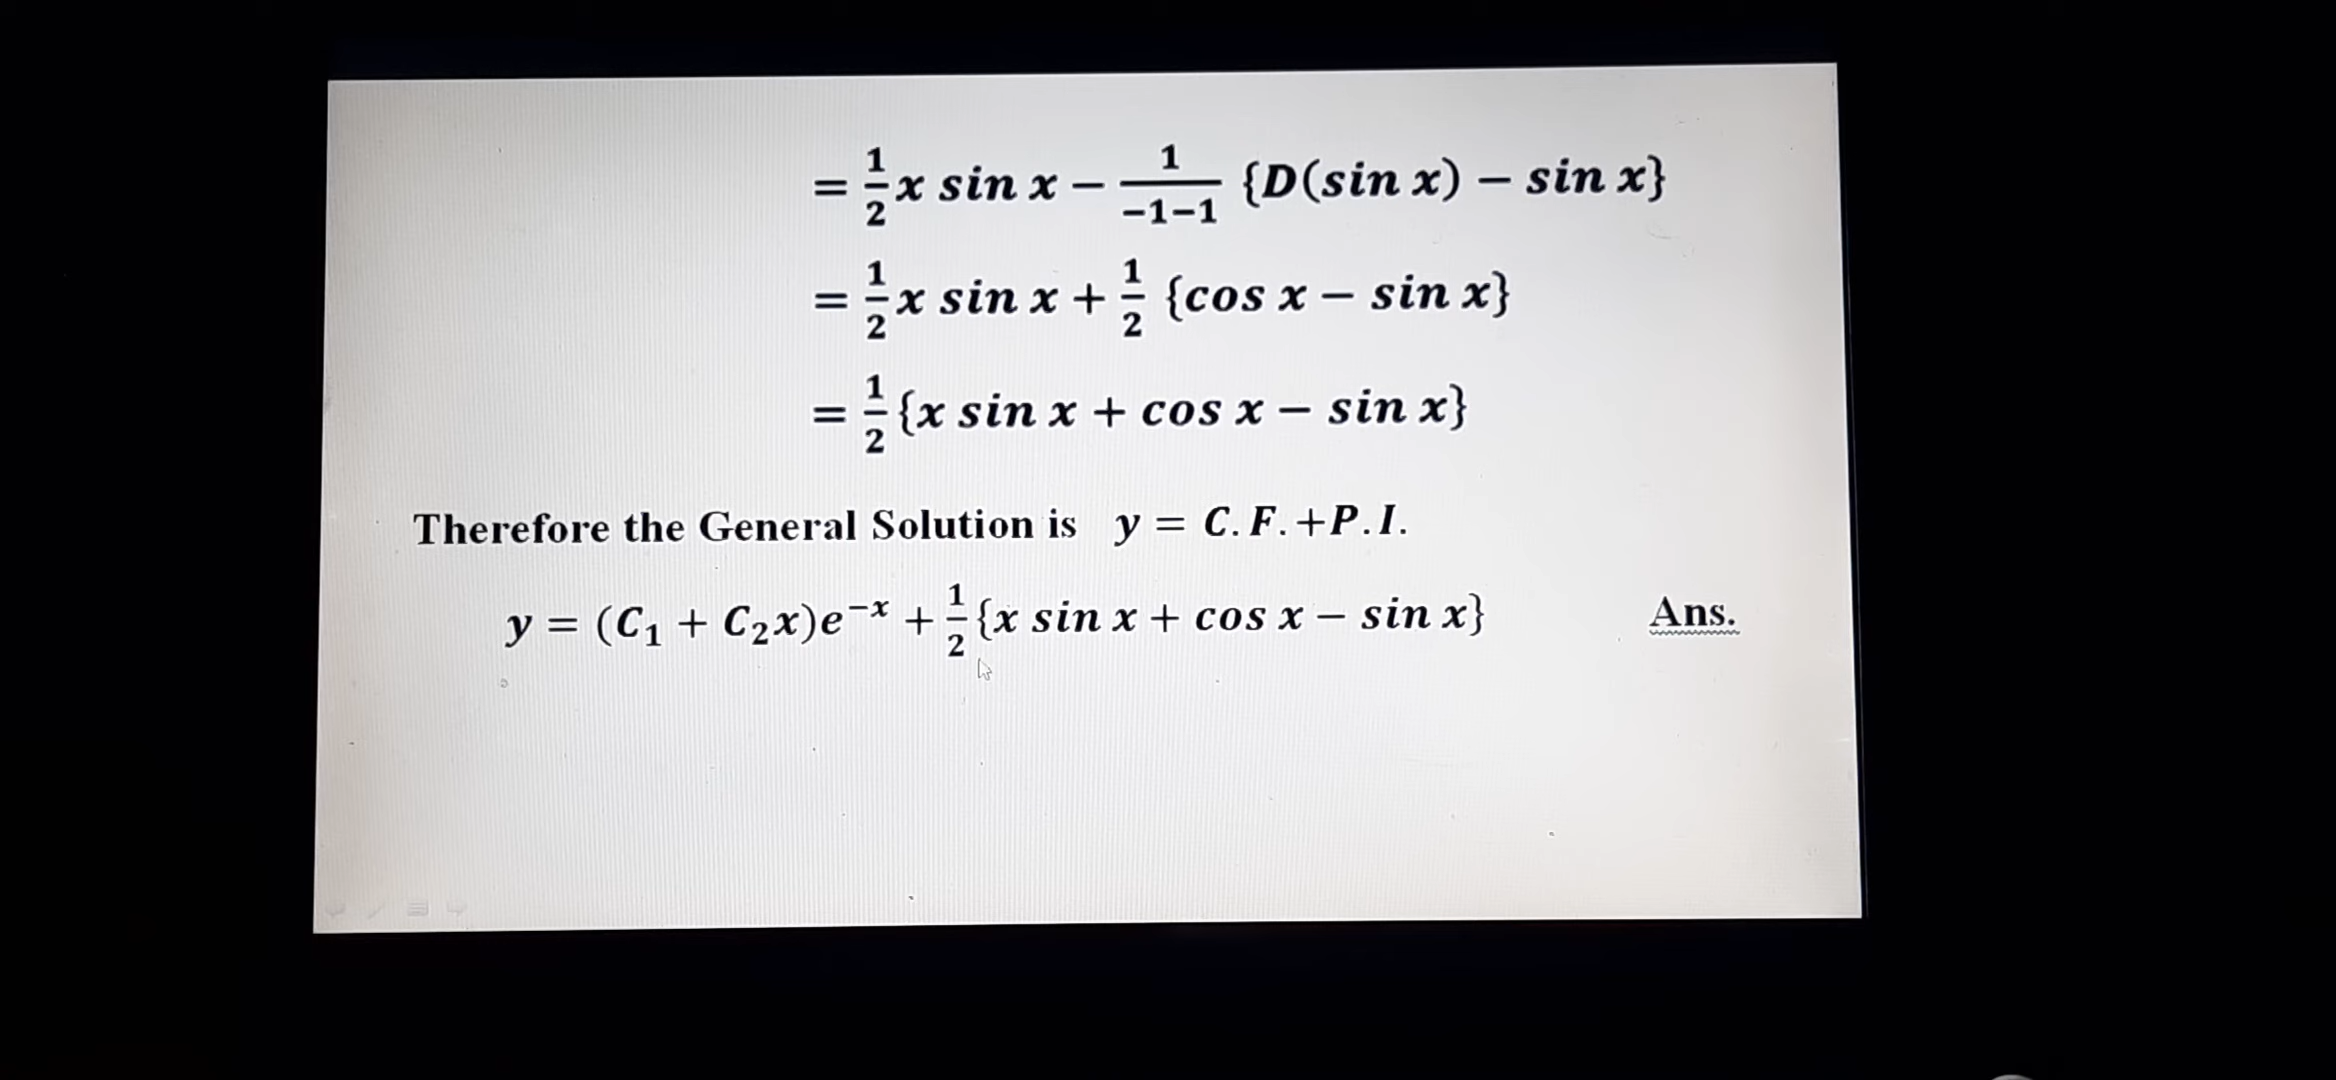 = 1/2 x sin x − 1/(−1−1) {D(sin x) − sin x}
= 1/2 x sin x + 1/2 {cos x − sin x}
= 1/2 {x sin x + cos x − sin x}
Therefore the General Solution is y = C.F.+P.I.
y = (C₁ + C₂x)e⁻ˣ + 1/2 {x sin x + cos x − sin x} Ans.